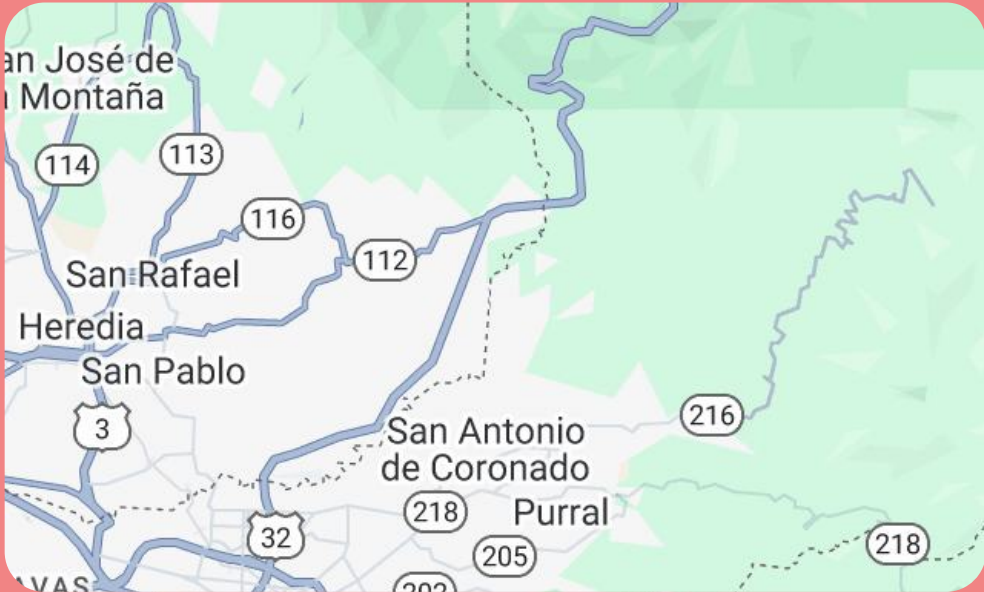 an José de
Montaña
114
113
116
112
San Rafael
Heredia
San Pablo
3
216
San Antonio
de Coronado
218
Purral
32
205
218
AVAS